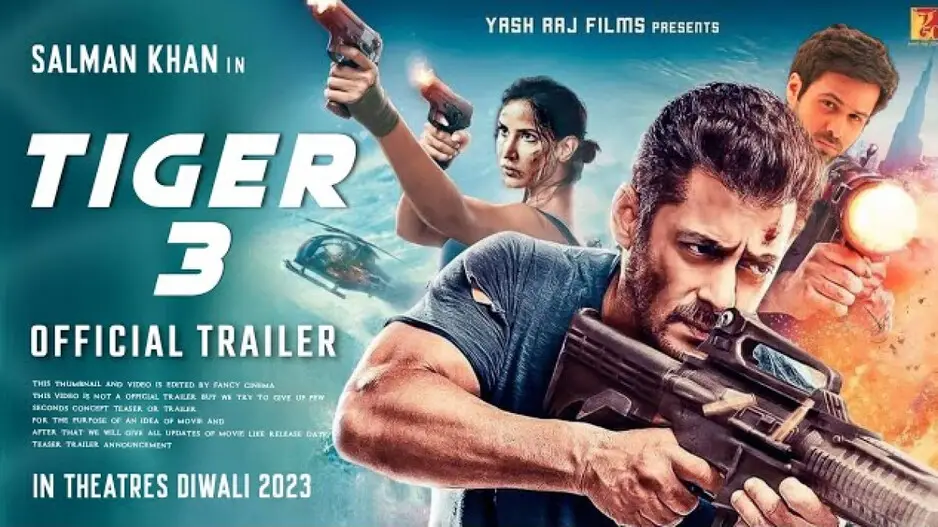 YASH RAJ FILMS PRESENTS
SALMAN KHAN IN
TIGER
3
OFFICIAL TRAILER
THIS THUMBNAIL AND VIDEO IS EDITED BY FANCY CINEMA
THIS VIDEO IS NOT A OFFICIAL TRAILER BUT WE TRY TO GIVE UP FEW
SECONDS CONCEPT TEASER OR TRAILER
FOR THE PURPOSE OF AN IDEA OF MOVIE AND
AFTER THAT WE WILL GIVE ALL UPDATES OF MOVIE LIKE RELEASE DATE,
TEASER TRAILER ANNOUNCEMENT
IN THEATRES DIWALI 2023
50